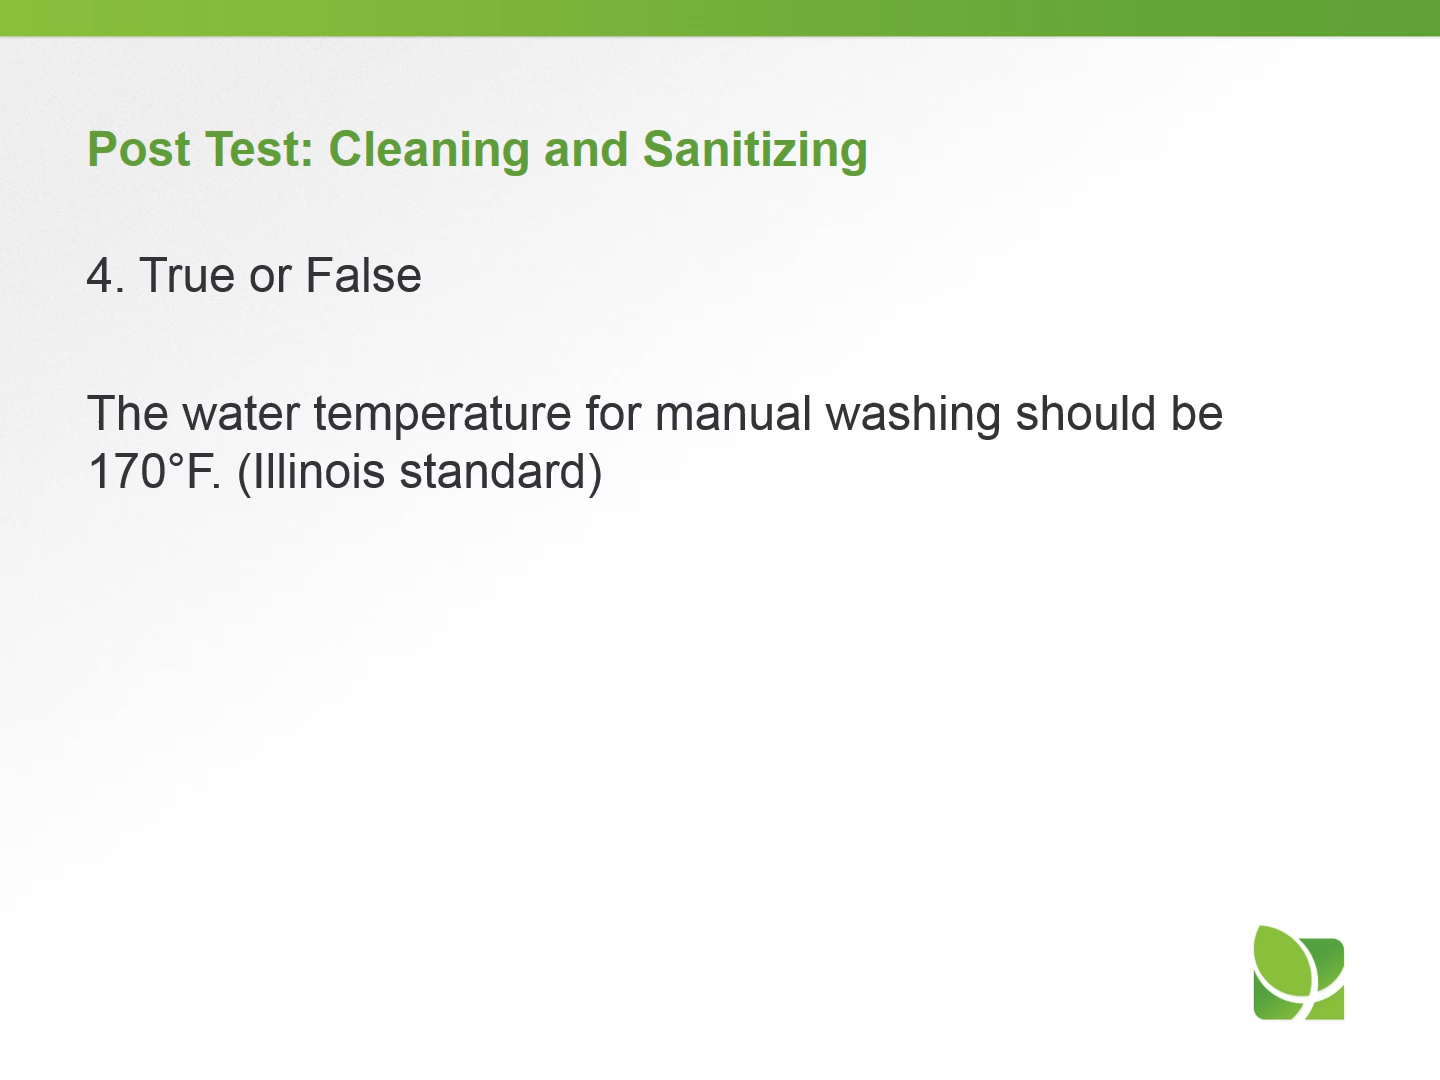 Post Test: Cleaning and Sanitizing
4. True or False
The water temperature for manual washing should be
170°F. (Illinois standard)